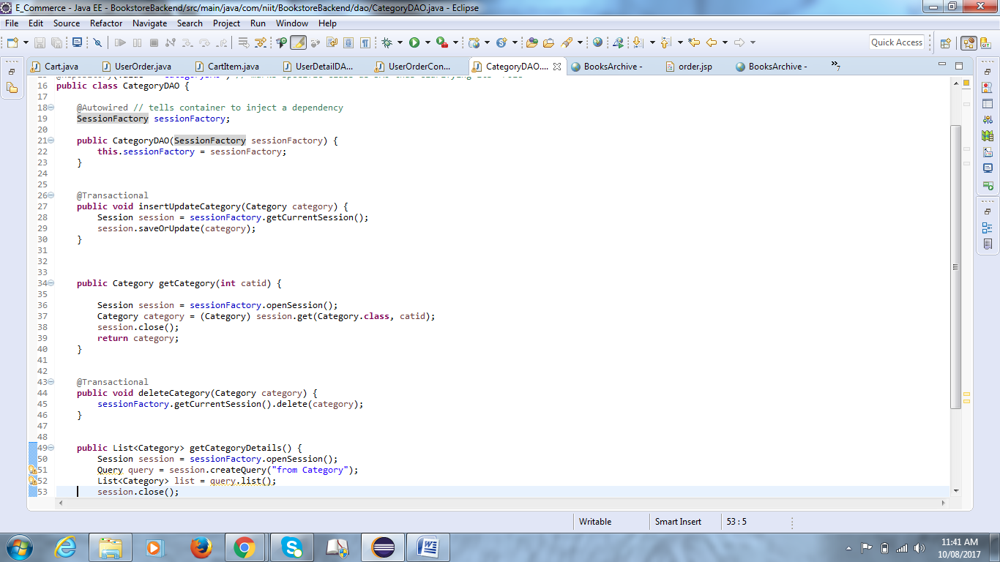 E_Commerce - Java EE - BookstoreBackend/src/main/java/com/niit/BookstoreBackend/dao/CategoryDAO.java - Eclipse
File Edit Source Refactor Navigate Search Project Run Window Help
Quick Access
Cart.java UserOrder.java CartItem.java UserDetailDA... UserOrderCon... CategoryDAO.... BooksArchive - order.jsp BooksArchive - »7
16 public class CategoryDAO {
17
18 @Autowired // tells container to inject a dependency
19 SessionFactory sessionFactory;
20
21 public CategoryDAO(SessionFactory sessionFactory) {
22 this.sessionFactory = sessionFactory;
23 }
24
25
26 @Transactional
27 public void insertUpdateCategory(Category category) {
28 Session session = sessionFactory.getCurrentSession();
29 session.saveOrUpdate(category);
30 }
31
32
33
34 public Category getCategory(int catid) {
35
36 Session session = sessionFactory.openSession();
37 Category category = (Category) session.get(Category.class, catid);
38 session.close();
39 return category;
40 }
41
42
43 @Transactional
44 public void deleteCategory(Category category) {
45 sessionFactory.getCurrentSession().delete(category);
46 }
47
48
49 public List<Category> getCategoryDetails() {
50 Session session = sessionFactory.openSession();
51 Query query = session.createQuery("from Category");
52 List<Category> list = query.list();
53 session.close();
Writable Smart Insert 53 : 5
11:41 AM
10/08/2017